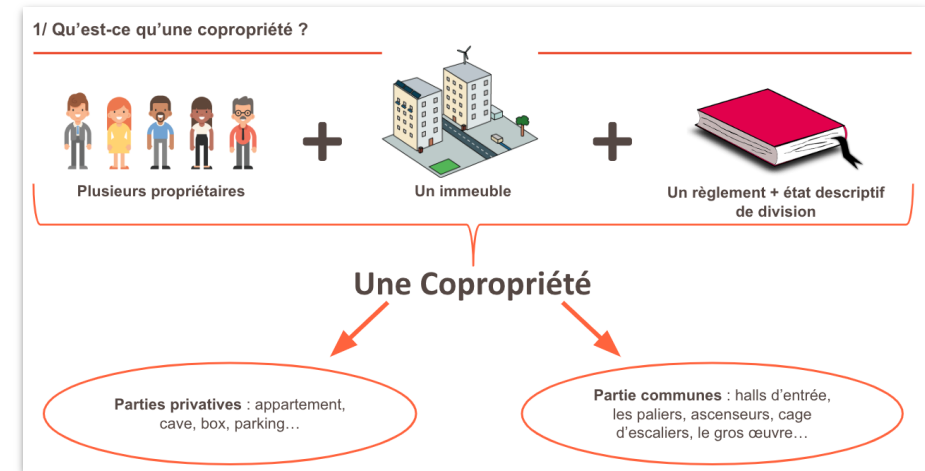 1/ Qu'est-ce qu'une copropriété ?
Plusieurs propriétaires
Un immeuble
Un règlement + état descriptif
de division
Une Copropriété
Parties privatives : appartement,
cave, box, parking…
Partie communes : halls d'entrée,
les paliers, ascenseurs, cage
d'escaliers, le gros œuvre…